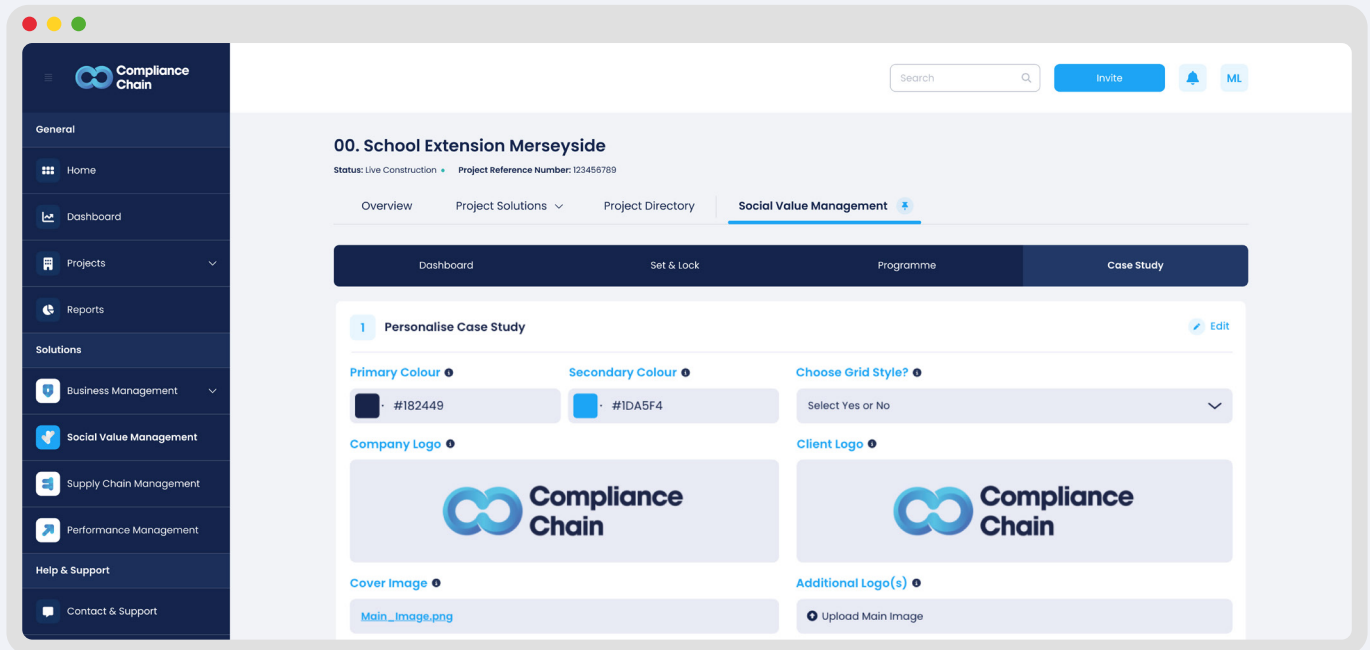 Compliance
Chain
Search
Invite
ML
General
Home
Dashboard
Projects
Reports
Solutions
Business Management
Social Value Management
Supply Chain Management
Performance Management
Help & Support
Contact & Support
00. School Extension Merseyside
Status: Live Construction • Project Reference Number: 123456789
Overview Project Solutions Project Directory Social Value Management
Dashboard Set & Lock Programme Case Study
1 Personalise Case Study Edit
Primary Colour Secondary Colour Choose Grid Style?
#182449 #1DA5F4 Select Yes or No
Company Logo Client Logo
Compliance
Chain
Compliance
Chain
Cover Image Additional Logo(s)
Main_Image.png Upload Main Image